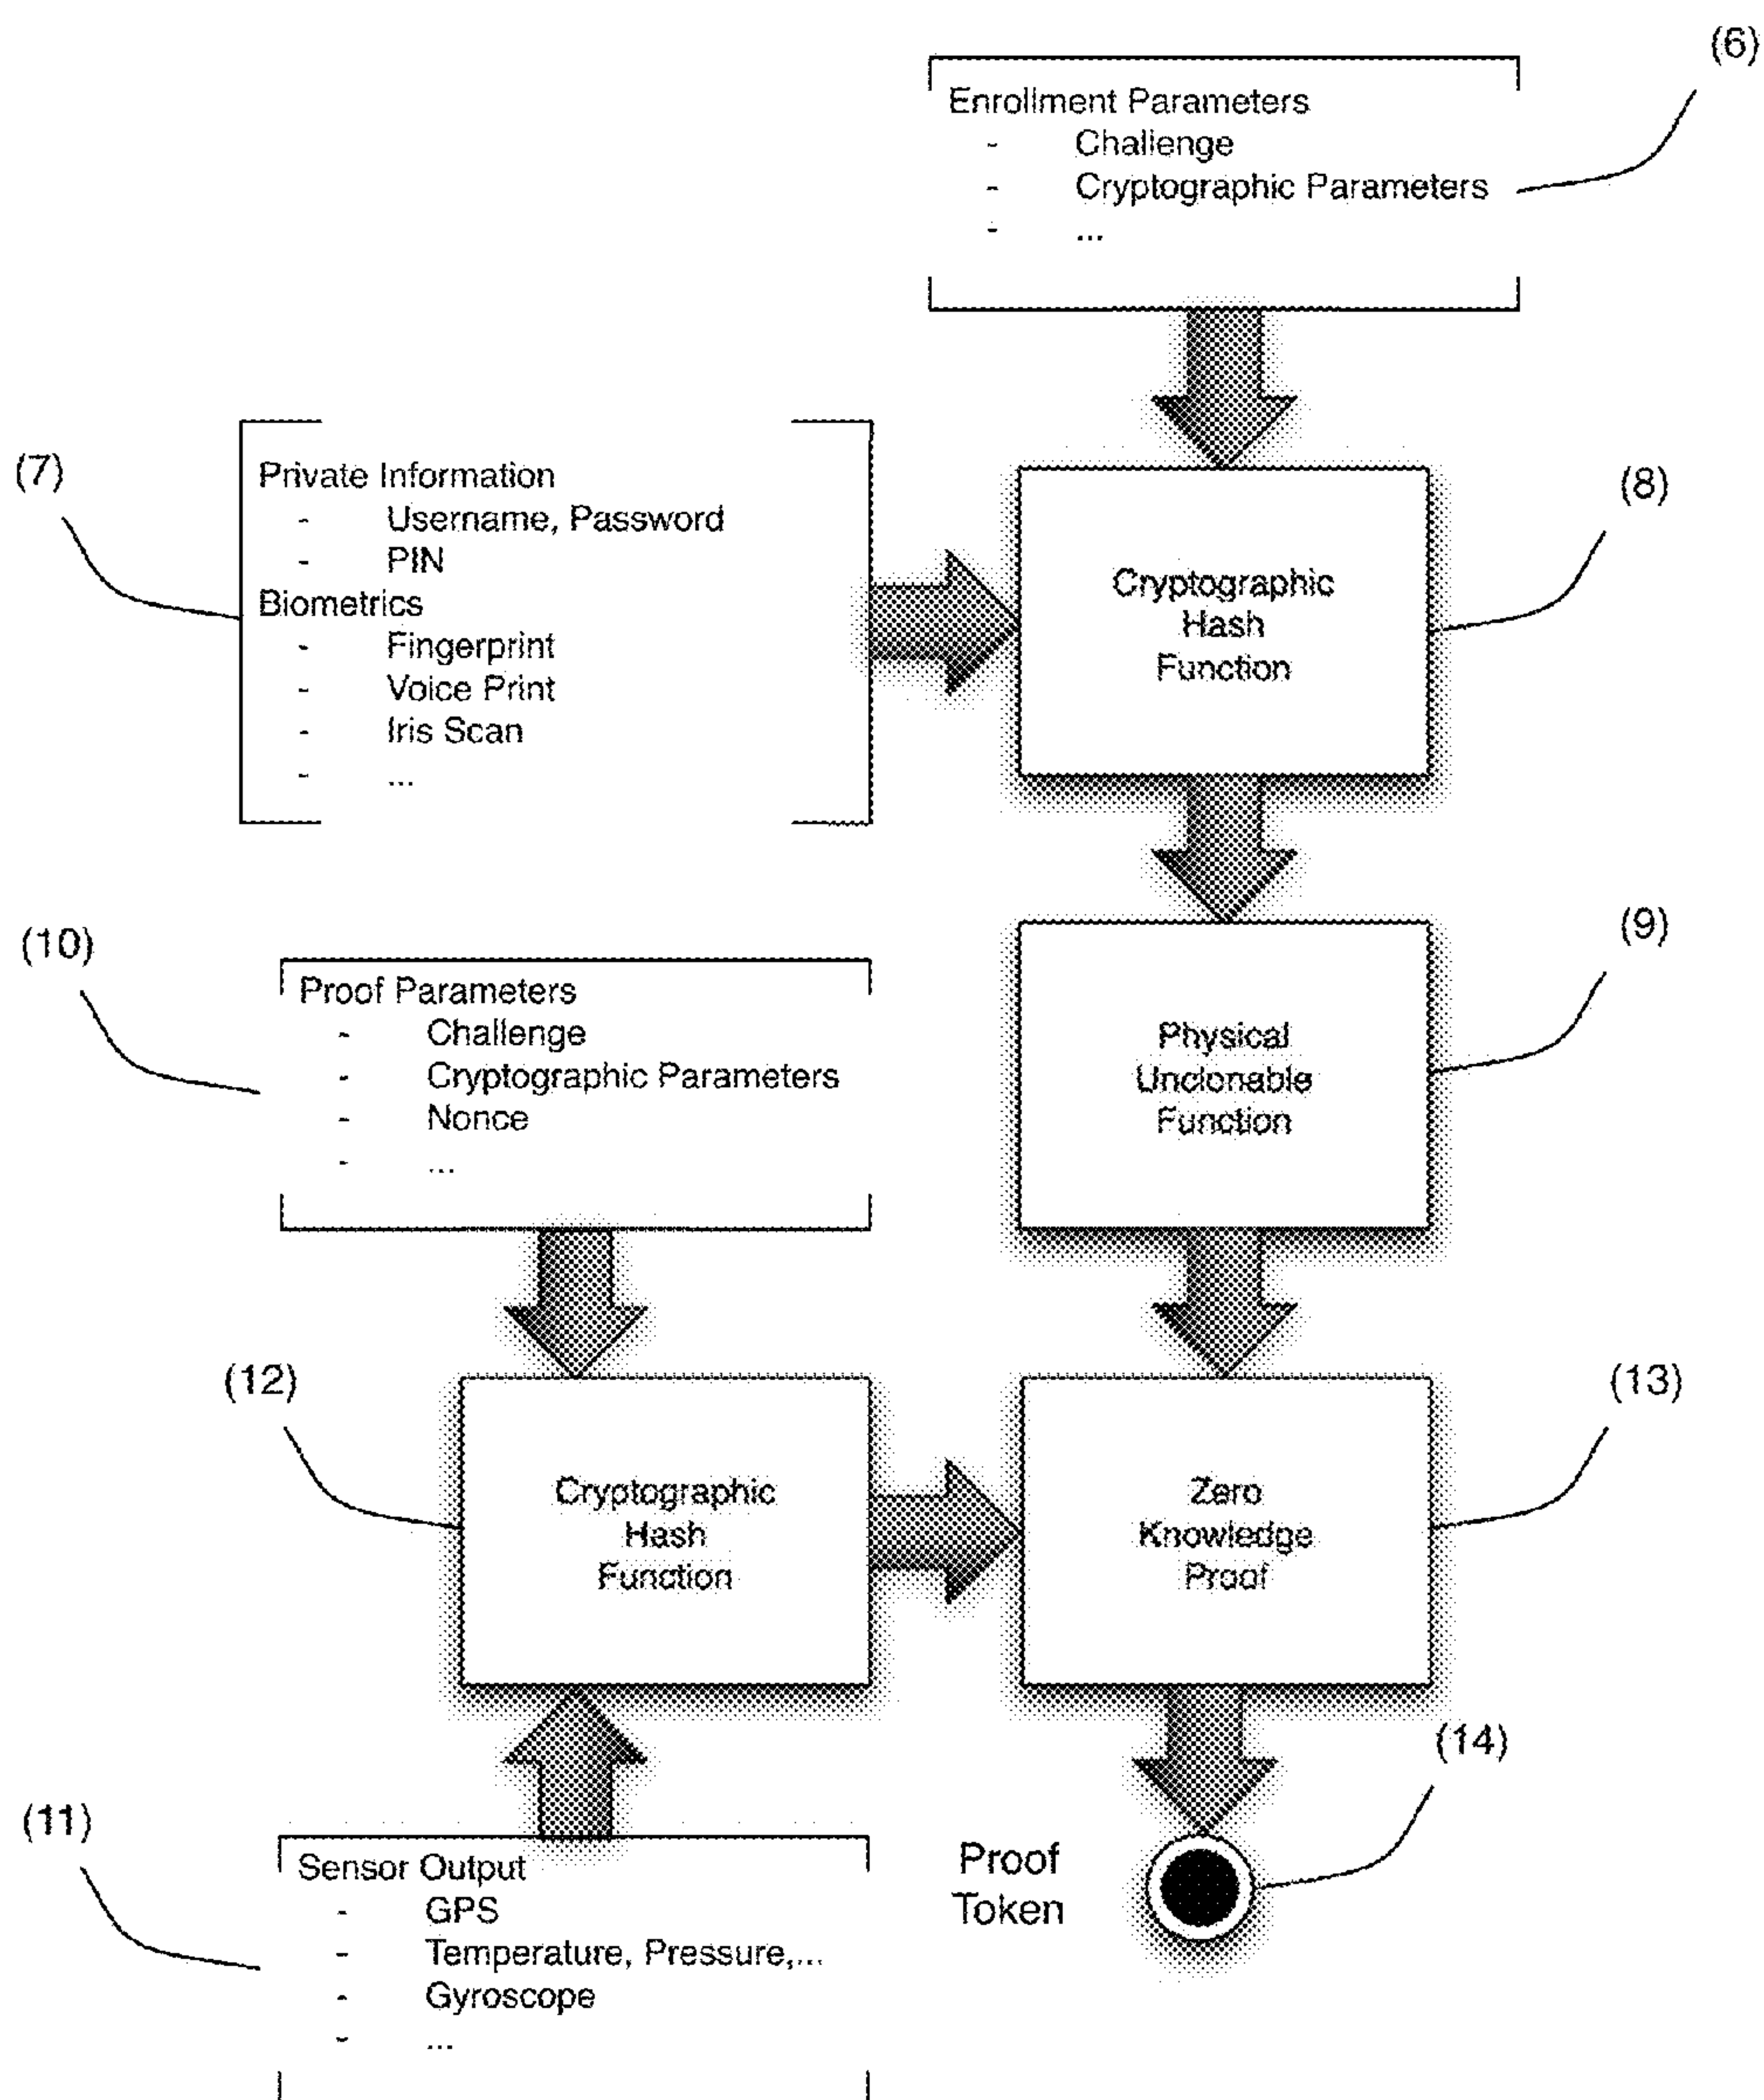 (6)
Enrollment Parameters
- Challenge
- Cryptographic Parameters
- ...
(7)
Private Information
- Username, Password
- PIN
Biometrics
- Fingerprint
- Voice Print
- Iris Scan
- ...
(8)
Cryptographic
Hash
Function
(9)
Physical
Unclonable
Function
(10)
Proof Parameters
- Challenge
- Cryptographic Parameters
- Nonce
- ...
(12)
Cryptographic
Hash
Function
(13)
Zero
Knowledge
Proof
(14)
Proof
Token
(11)
Sensor Output
- GPS
- Temperature, Pressure,...
- Gyroscope
- ...